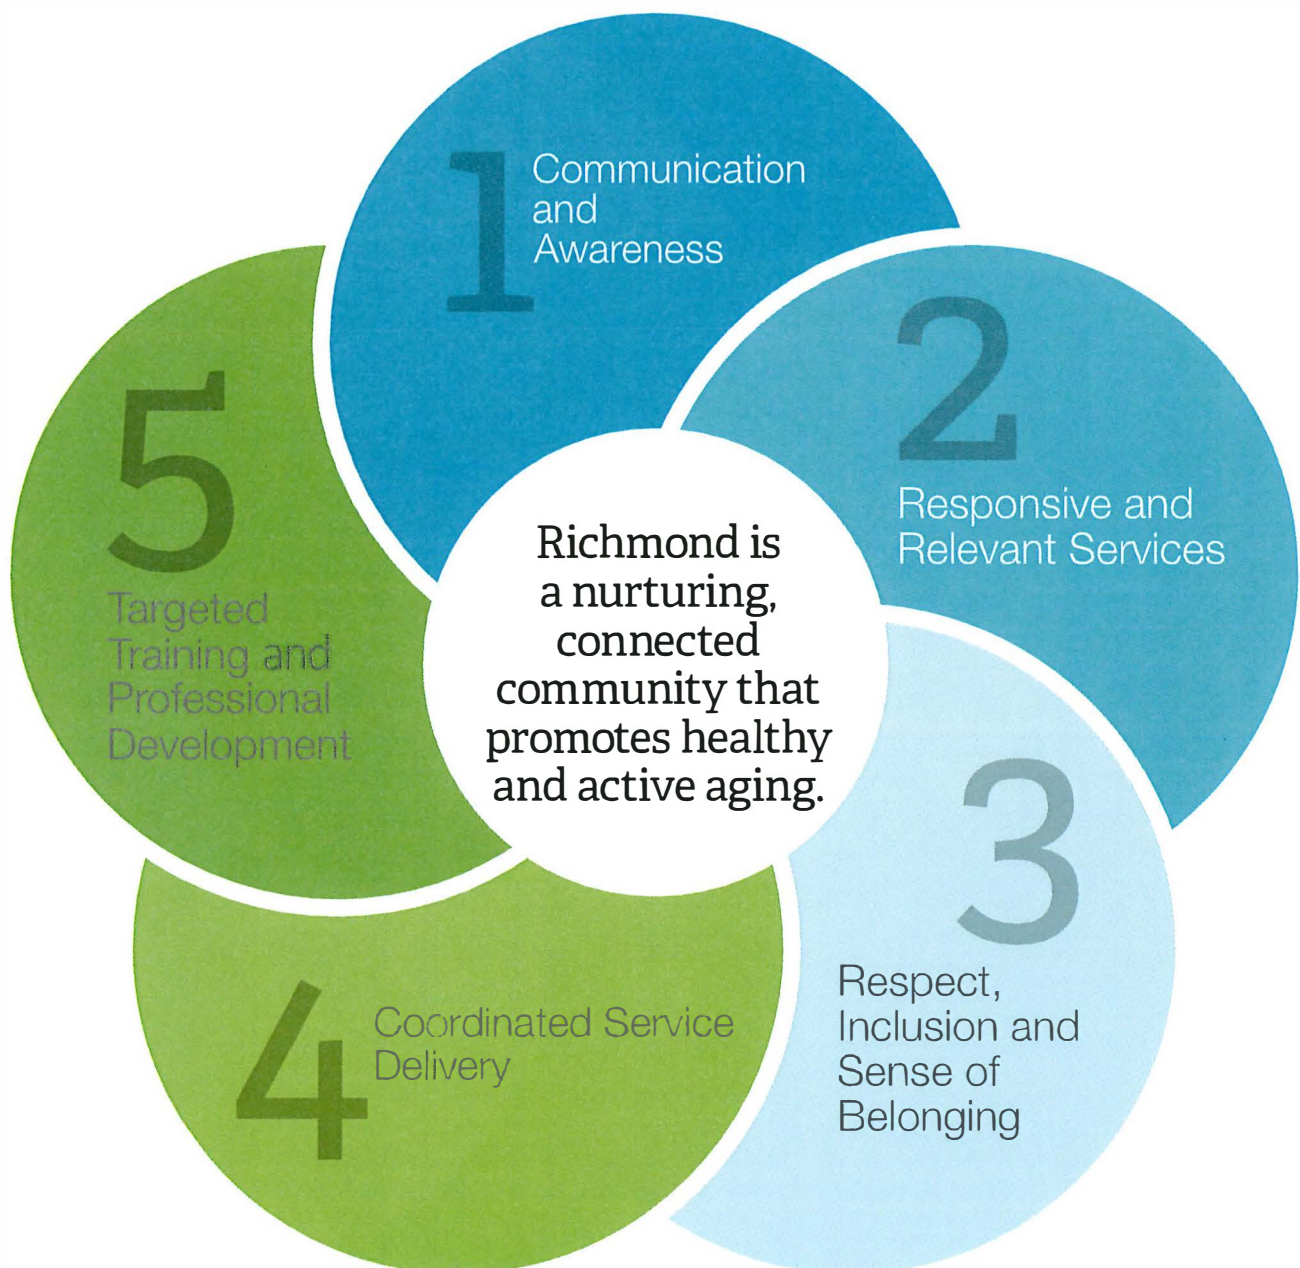 1
Communication
and
Awareness
2
Responsive and
Relevant Services
3
Respect,
Inclusion and
Sense of
Belonging
4
Coordinated Service
Delivery
5
Targeted
Training and
Professional
Development
Richmond is
a nurturing,
connected
community that
promotes healthy
and active aging.